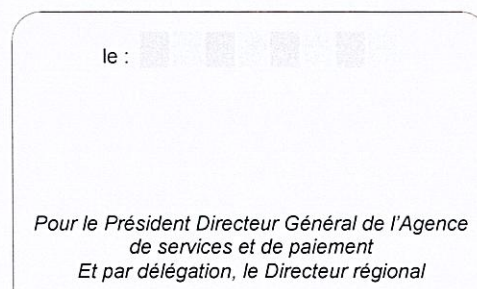 le :
Pour le Président Directeur Général de l'Agence
de services et de paiement
Et par délégation, le Directeur régional